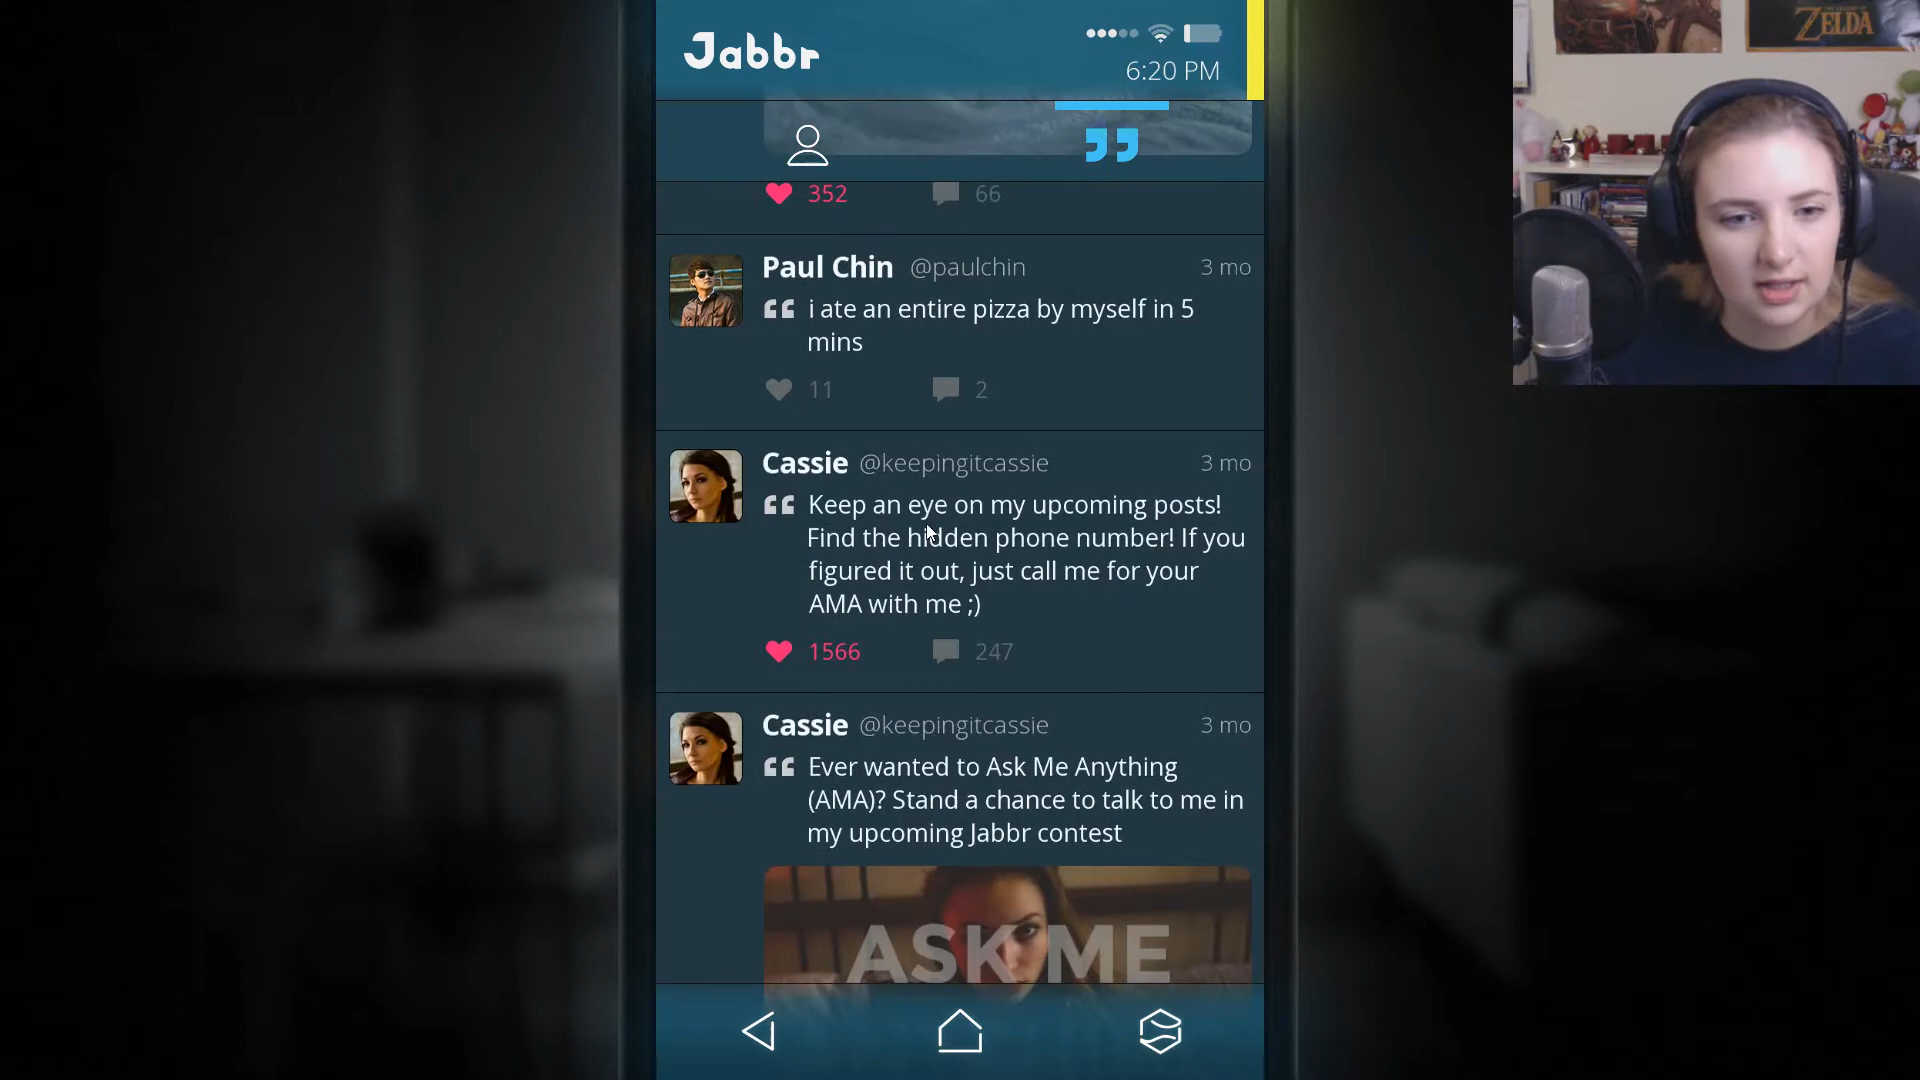 Jabbr
6:20 PM
ZELDA
352 66
Paul Chin @paulchin 3 mo
i ate an entire pizza by myself in 5
mins
11 2
Cassie @keepingitcassie 3 mo
Keep an eye on my upcoming posts!
Find the hidden phone number! If you
figured it out, just call me for your
AMA with me ;)
1566 247
Cassie @keepingitcassie 3 mo
Ever wanted to Ask Me Anything
(AMA)? Stand a chance to talk to me in
my upcoming Jabbr contest
ASK ME